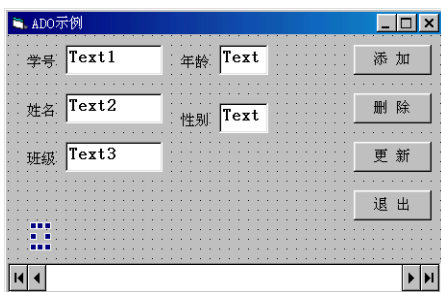 ADO示例
学号 Text1 年龄 Text 添 加
姓名 Text2 性别 Text 删 除
班级 Text3 更 新
退 出